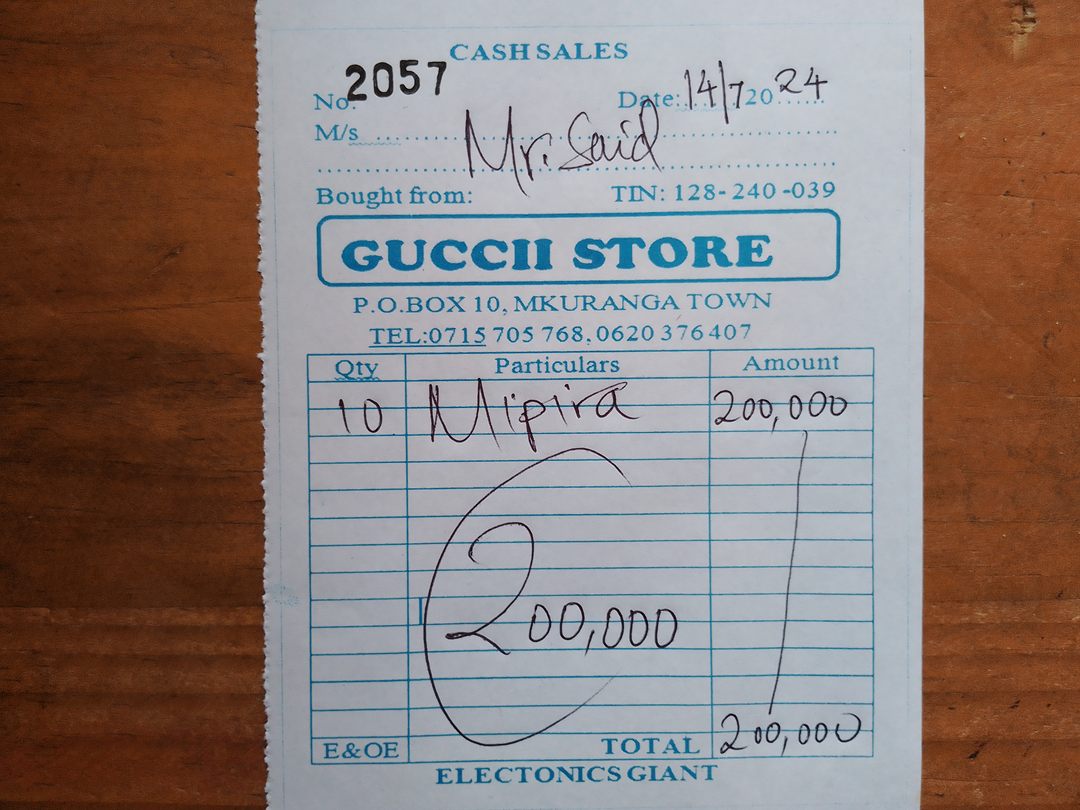 CASH SALES
No. 2057 Date: 14/7 2024
M/s Mr. Said
Bought from: TIN: 128-240-039
GUCCII STORE
P.O.BOX 10, MKURANGA TOWN
TEL:0715 705 768, 0620 376 407
Qty Particulars Amount
10 Mipira 200,000
200,000
E&OE TOTAL 200,000
ELECTONICS GIANT